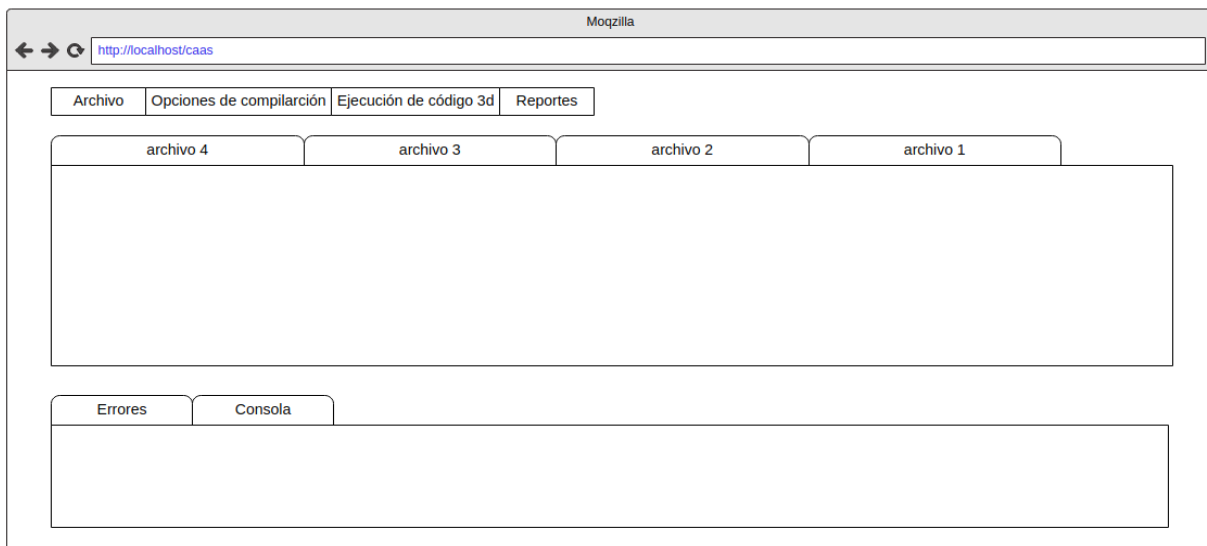 Moqzilla
http://localhost/caas
Archivo Opciones de compilarción Ejecución de código 3d Reportes
archivo 4 archivo 3 archivo 2 archivo 1
Errores Consola